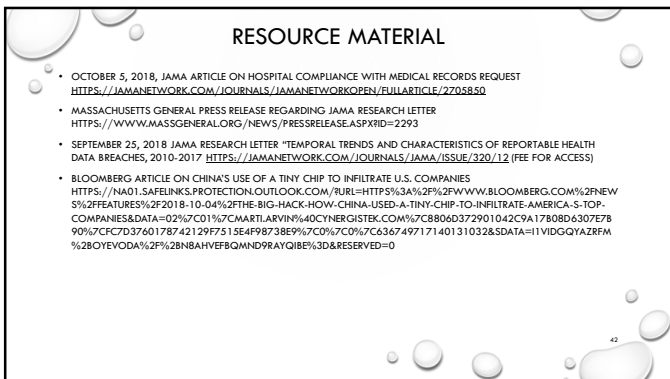 RESOURCE MATERIAL
• OCTOBER 5, 2018, JAMA ARTICLE ON HOSPITAL COMPLIANCE WITH MEDICAL RECORDS REQUEST
HTTPS://JAMANETWORK.COM/JOURNALS/JAMANETWORKOPEN/FULLARTICLE/2705850
• MASSACHUSETTS GENERAL PRESS RELEASE REGARDING JAMA RESEARCH LETTER
HTTPS://WWW.MASSGENERAL.ORG/NEWS/PRESSRELEASE.ASPX?ID=2293
• SEPTEMBER 25, 2018 JAMA RESEARCH LETTER "TEMPORAL TRENDS AND CHARACTERISTICS OF REPORTABLE HEALTH
DATA BREACHES, 2010-2017 HTTPS://JAMANETWORK.COM/JOURNALS/JAMA/ISSUE/320/12 (FEE FOR ACCESS)
• BLOOMBERG ARTICLE ON CHINA'S USE OF A TINY CHIP TO INFILTRATE U.S. COMPANIES
HTTPS://NA01.SAFELINKS.PROTECTION.OUTLOOK.COM/?URL=HTTPS%3A%2F%2FWWW.BLOOMBERG.COM%2FNEW
S%2FFEATURES%2F2018-10-04%2FTHE-BIG-HACK-HOW-CHINA-USED-A-TINY-CHIP-TO-INFILTRATE-AMERICA-S-TOP-
COMPANIES&DATA=02%7C01%7CMARTI.ARVIN%40CYNERGISTEK.COM%7C8806D372901042C9A17B08D6307E7B
90%7CFC7D3760178742129F7515E4F98738E9%7C0%7C0%7C636749717140131032&SDATA=I1VIDGQYAZRFM
%2BOYEVODA%2F%2BN8AHVEFBQMND9RAYQIBE%3D&RESERVED=0
42